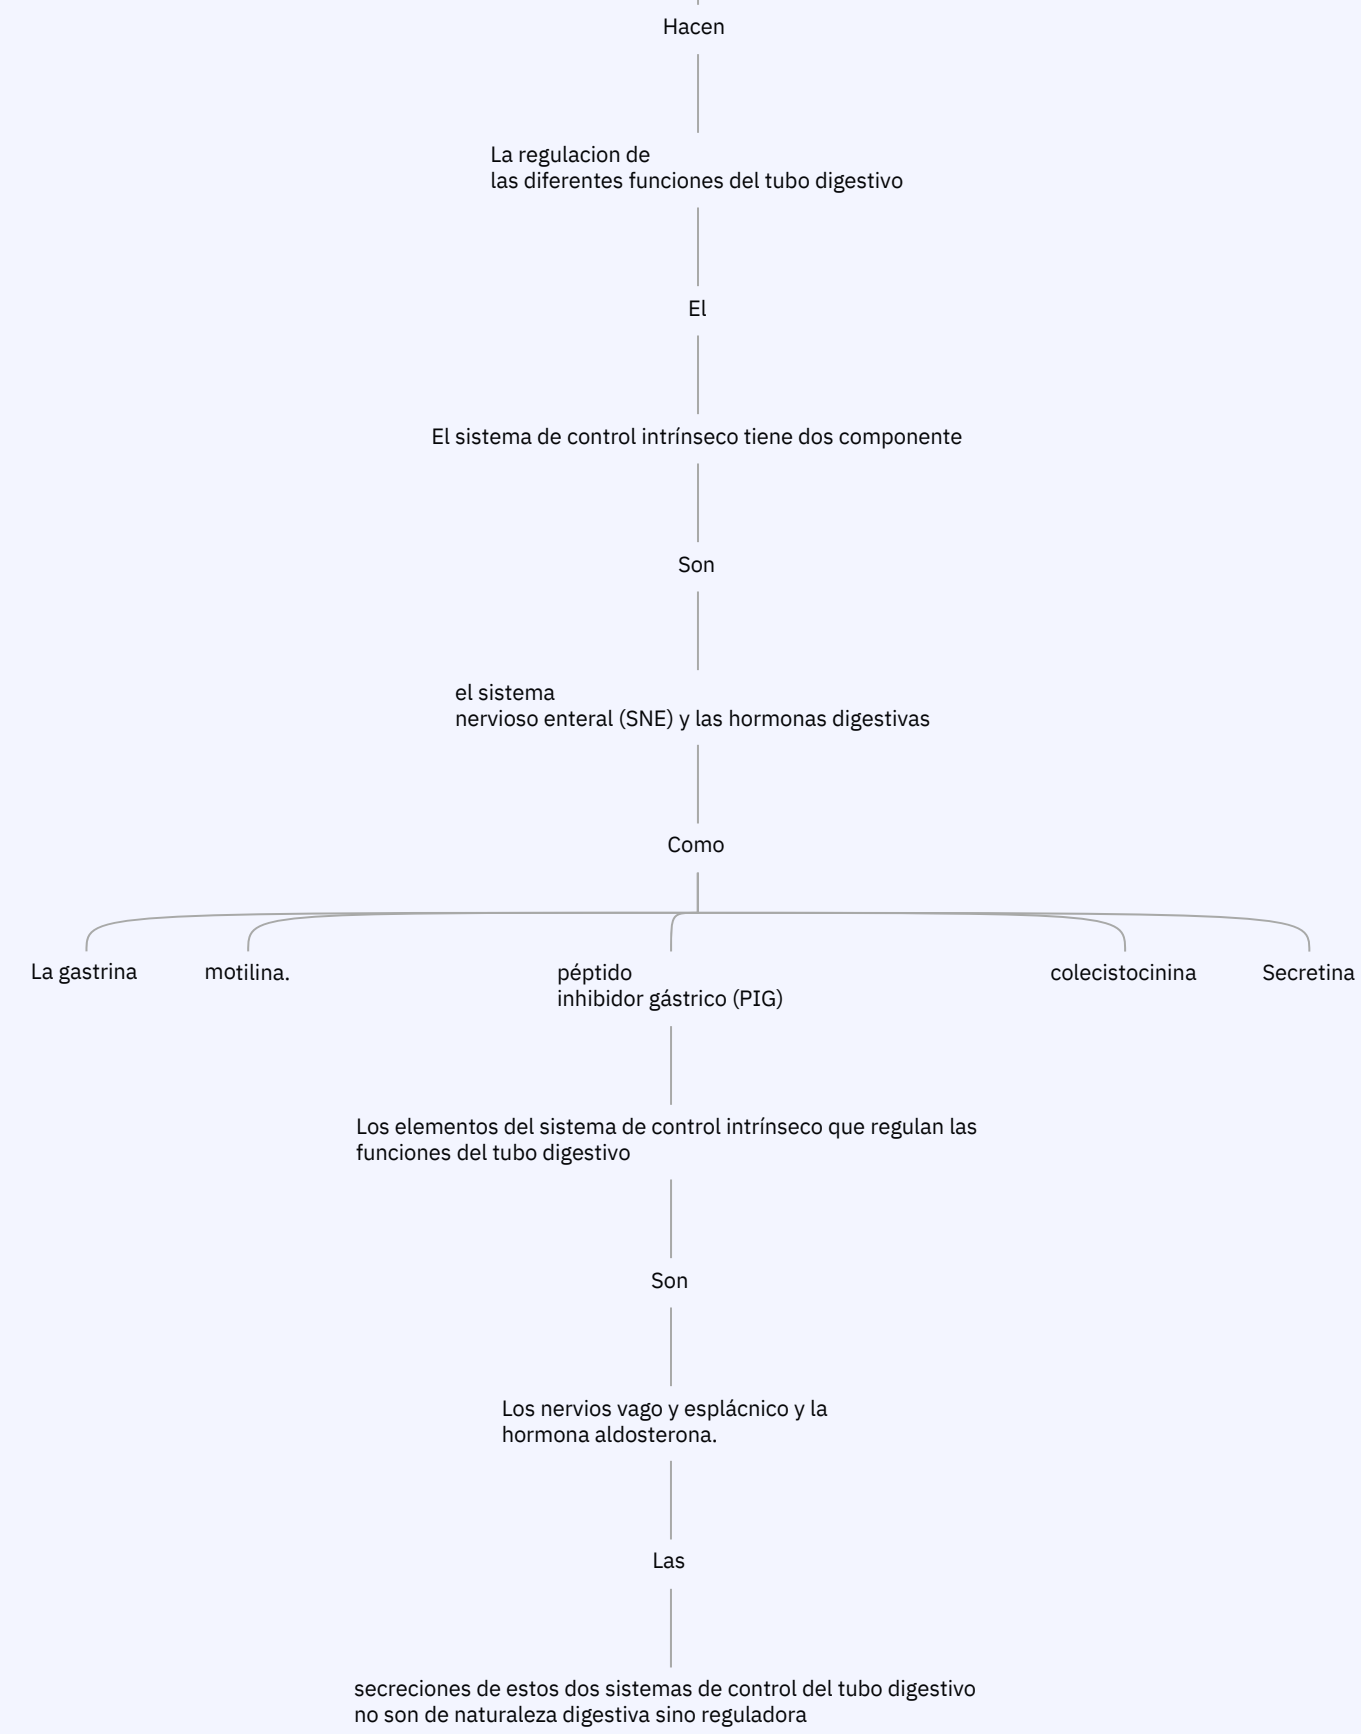 Hacen
La regulacion de
las diferentes funciones del tubo digestivo
El
El sistema de control intrínseco tiene dos componente
Son
el sistema
nervioso enteral (SNE) y las hormonas digestivas
Como
La gastrina
motilina.
péptido
inhibidor gástrico (PIG)
colecistocinina
Secretina
Los elementos del sistema de control intrínseco que regulan las
funciones del tubo digestivo
Son
Los nervios vago y esplácnico y la
hormona aldosterona.
Las
secreciones de estos dos sistemas de control del tubo digestivo
no son de naturaleza digestiva sino reguladora